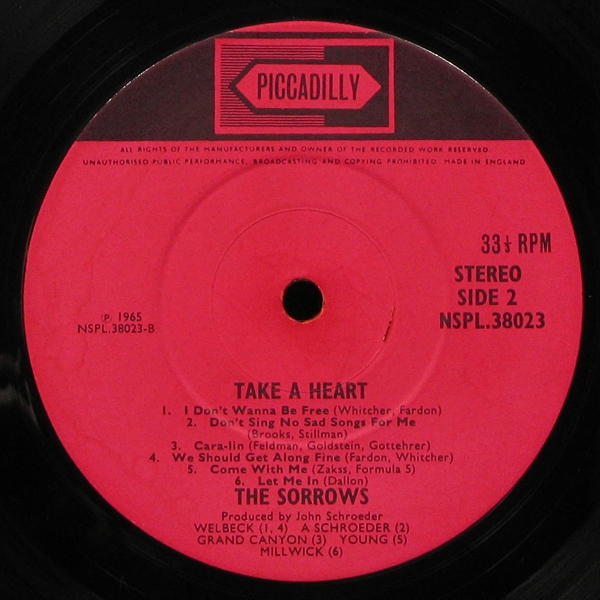 PICCADILLY
ALL RIGHTS OF THE MANUFACTURERS AND OWNER OF THE RECORDED WORK RESERVED.
UNAUTHORISED PUBLIC PERFORMANCE, BROADCASTING AND COPYING PROHIBITED. MADE IN ENGLAND
33⅓ RPM
STEREO
SIDE 2
NSPL.38023
℗ 1965
NSPL.38023-B
TAKE A HEART
1. I Don't Wanna Be Free (Whitcher, Fardon)
2. Don't Sing No Sad Songs For Me
(Brooks, Stillman)
3. Cara-lin (Feldman, Goldstein, Gottehrer)
4. We Should Get Along Fine (Fardon, Whitcher)
5. Come With Me (Zakss, Formula 5)
6. Let Me In (Dallon)
THE SORROWS
Produced by John Schroeder
WELBECK (1, 4) A SCHROEDER (2)
GRAND CANYON (3) YOUNG (5)
MILLWICK (6)